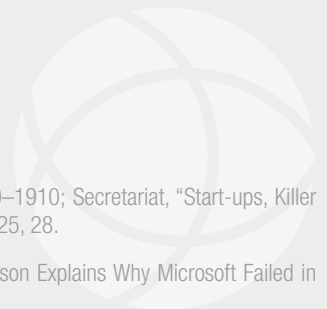 –1910; Secretariat, “Start-ups, Killer
25, 28.
son Explains Why Microsoft Failed in